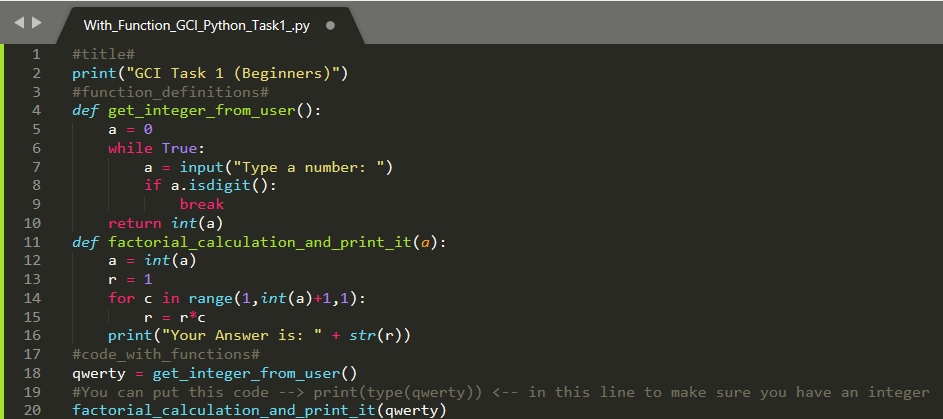 With_Function_GCI_Python_Task1_.py
1 #title#
2 print("GCI Task 1 (Beginners)")
3 #function_definitions#
4 def get_integer_from_user():
5     a = 0
6     while True:
7         a = input("Type a number: ")
8         if a.isdigit():
9             break
10     return int(a)
11 def factorial_calculation_and_print_it(a):
12     a = int(a)
13     r = 1
14     for c in range(1,int(a)+1,1):
15         r = r*c
16     print("Your Answer is: " + str(r))
17 #code_with_functions#
18 qwerty = get_integer_from_user()
19 #You can put this code --> print(type(qwerty)) <-- in this line to make sure you have an integer
20 factorial_calculation_and_print_it(qwerty)